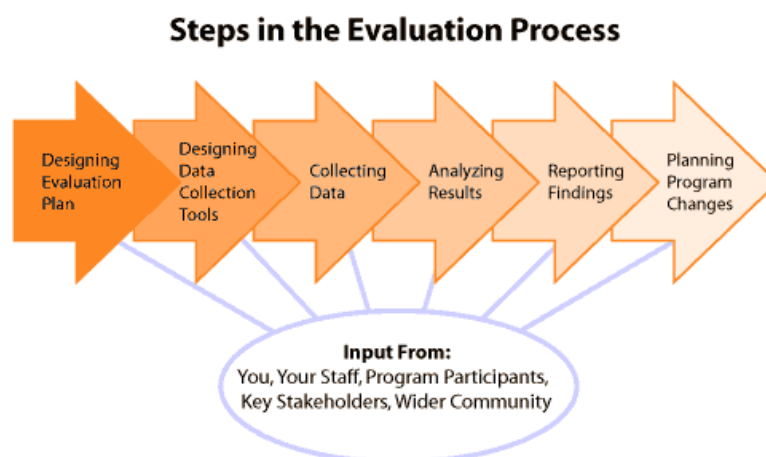 Steps in the Evaluation Process
Designing
Evaluation
Plan
Designing
Data
Collection
Tools
Collecting
Data
Analyzing
Results
Reporting
Findings
Planning
Program
Changes
Input From:
You, Your Staff, Program Participants,
Key Stakeholders, Wider Community